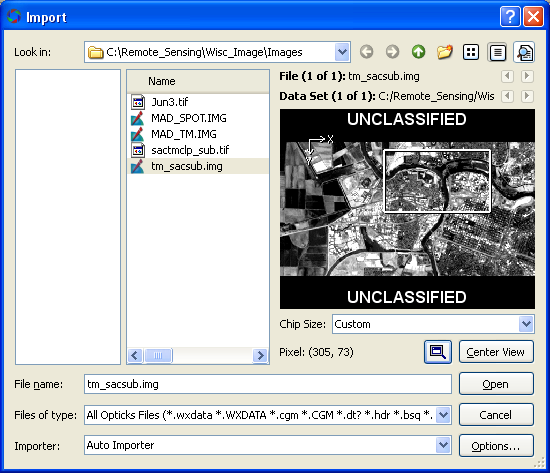 Import
Look in: C:\Remote_Sensing\Wisc_Image\Images
Name
Jun3.tif
MAD_SPOT.IMG
MAD_TM.IMG
sactmclp_sub.tif
tm_sacsub.img
File (1 of 1): tm_sacsub.img
Data Set (1 of 1): C:/Remote_Sensing/Wis
UNCLASSIFIED
X
Y
UNCLASSIFIED
Chip Size: Custom
Pixel: (305, 73)
Center View
File name: tm_sacsub.img
Open
Files of type: All Opticks Files (*.wxdata *.WXDATA *.cgm *.CGM *.dt? *.hdr *.bsq *.
Cancel
Importer: Auto Importer
Options...